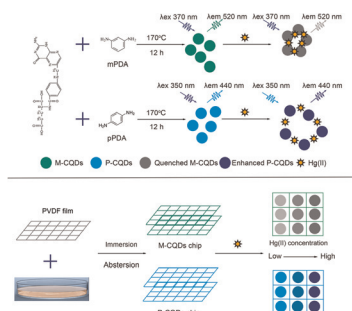 λex 370 nm λem 520 nm λex 370 nm λem 520 nm
170℃
12 h
mPDA
λex 350 nm λem 440 nm λex 350 nm λem 440 nm
170℃
12 h
pPDA
M-CQDs P-CQDs Quenched M-CQDs Enhanced P-CQDs Hg(II)
PVDF film
Immersion
Abstersion
M-CQDs chip
Hg(II) concentration
Low High